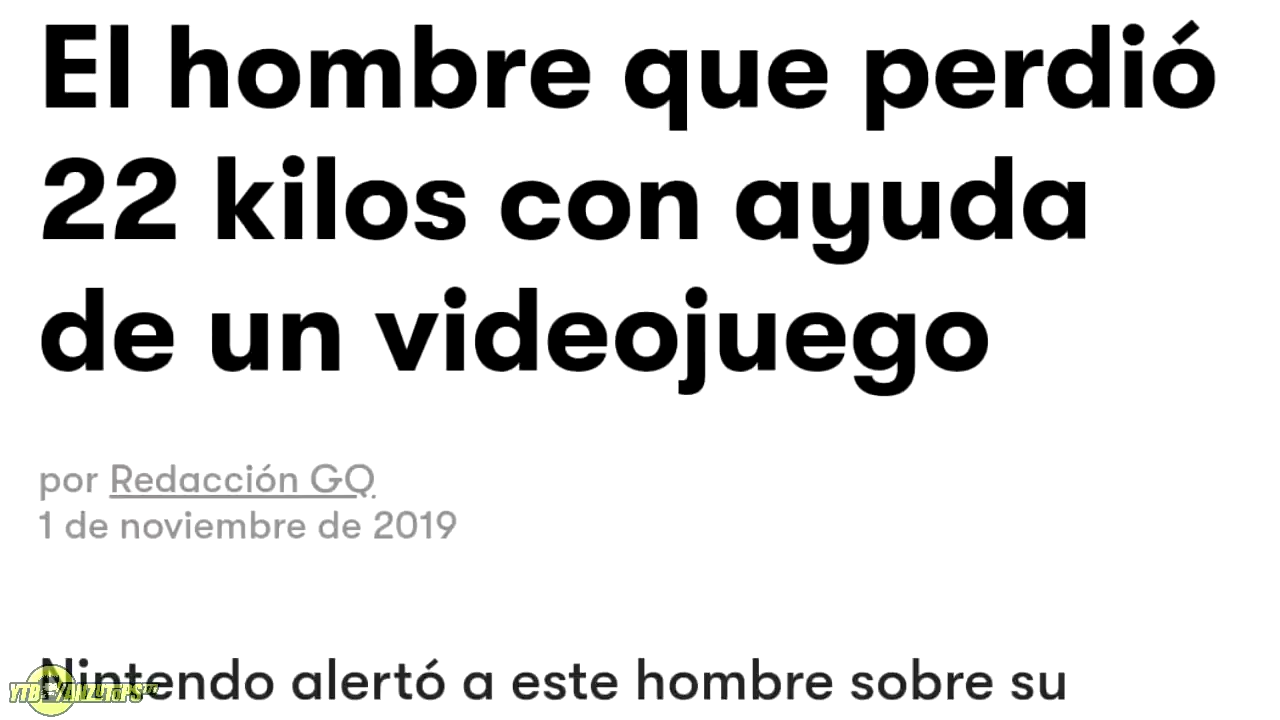 El hombre que perdió
22 kilos con ayuda
de un videojuego
por Redacción GQ
1 de noviembre de 2019
Nintendo alertó a este hombre sobre su